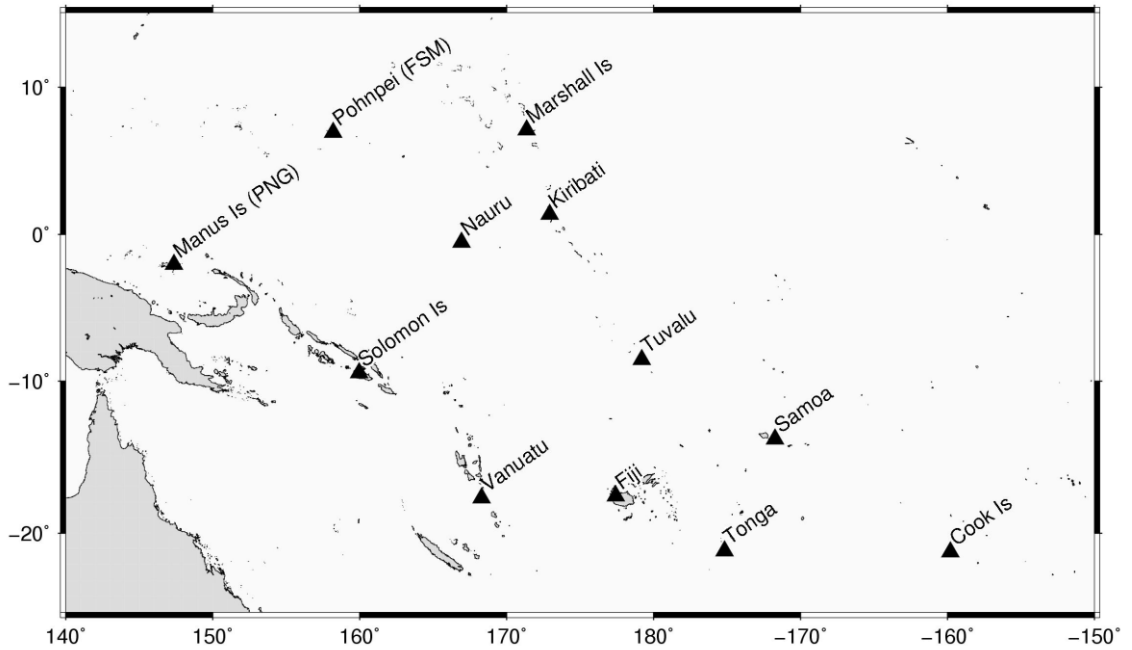 Pohnpei (FSM)
Marshall Is
10°
Manus Is (PNG)
Nauru
Kiribati
0°
Solomon Is
Tuvalu
−10°
Samoa
Vanuatu
Fiji
Tonga
Cook Is
−20°
140° 150° 160° 170° 180° −170° −160° −150°